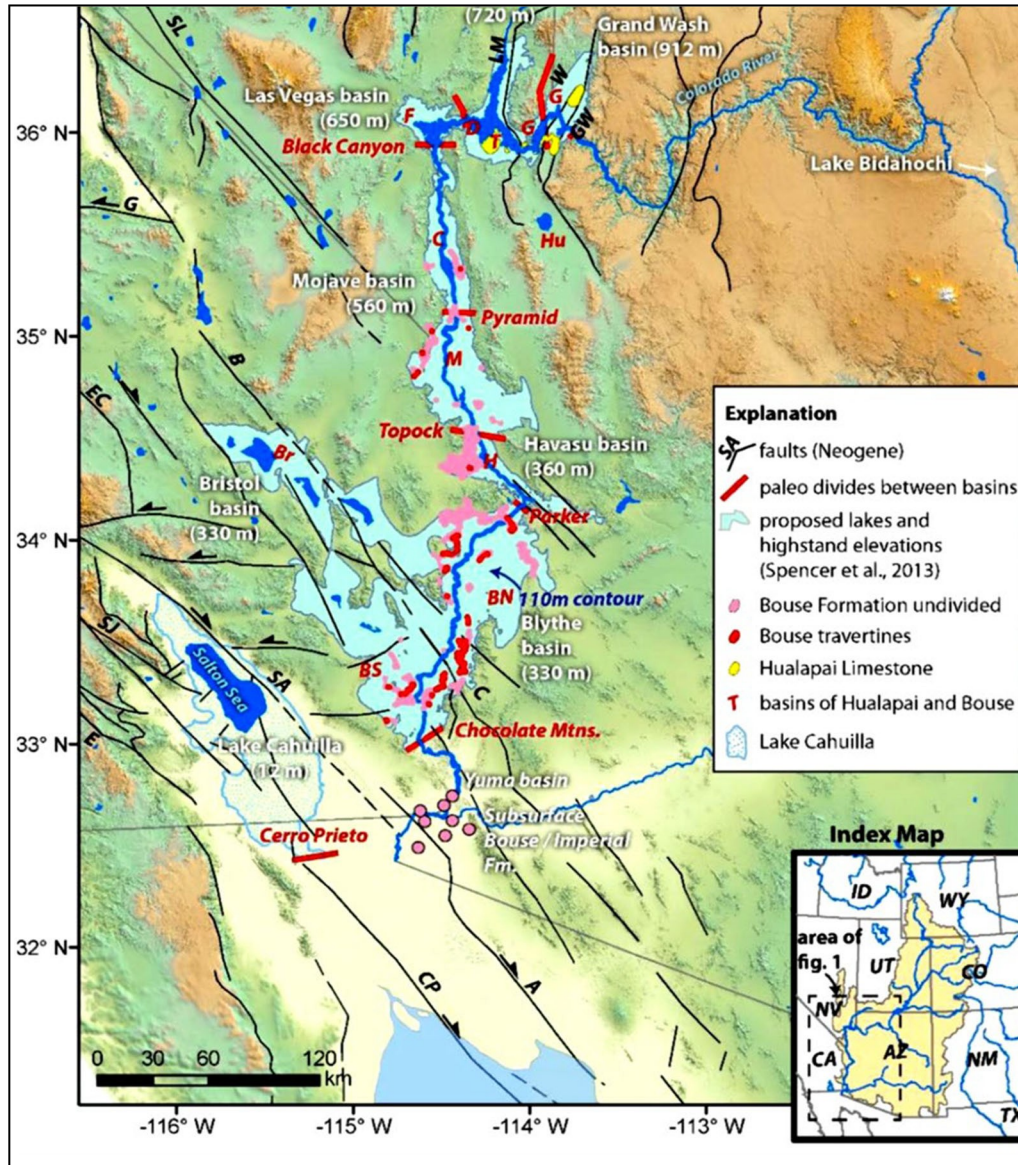 (720 m)
Grand Wash
basin (912 m)
SL
LM
W
Las Vegas basin
(650 m)
F
D
T
G
G
GW
Colorado River
36° N
Black Canyon
Lake Bidahochi
G
C
Hu
Mojave basin
(560 m)
35° N
Pyramid
M
B
EC
Topock
Br
H
Havasu basin
(360 m)
Bristol
basin
(330 m)
34° N
Parker
BN
110m contour
Blythe
basin
(330 m)
SJ
Salton Sea
SA
BS
C
33° N
E
Chocolate Mtns.
Lake Cahuilla
(12 m)
Yuma basin
Subsurface
Bouse / Imperial
Fm.
Cerro Prieto
32° N
CP
A
0 30 60 120
km
-116° W
-115° W
-114° W
-113° W
Explanation
SA
faults (Neogene)
paleo divides between basins
proposed lakes and
highstand elevations
(Spencer et al., 2013)
Bouse Formation undivided
Bouse travertines
Hualapai Limestone
T
basins of Hualapai and Bouse
Lake Cahuilla
Index Map
ID
WY
area of
fig. 1
UT
CO
NV
CA
AZ
NM
TX